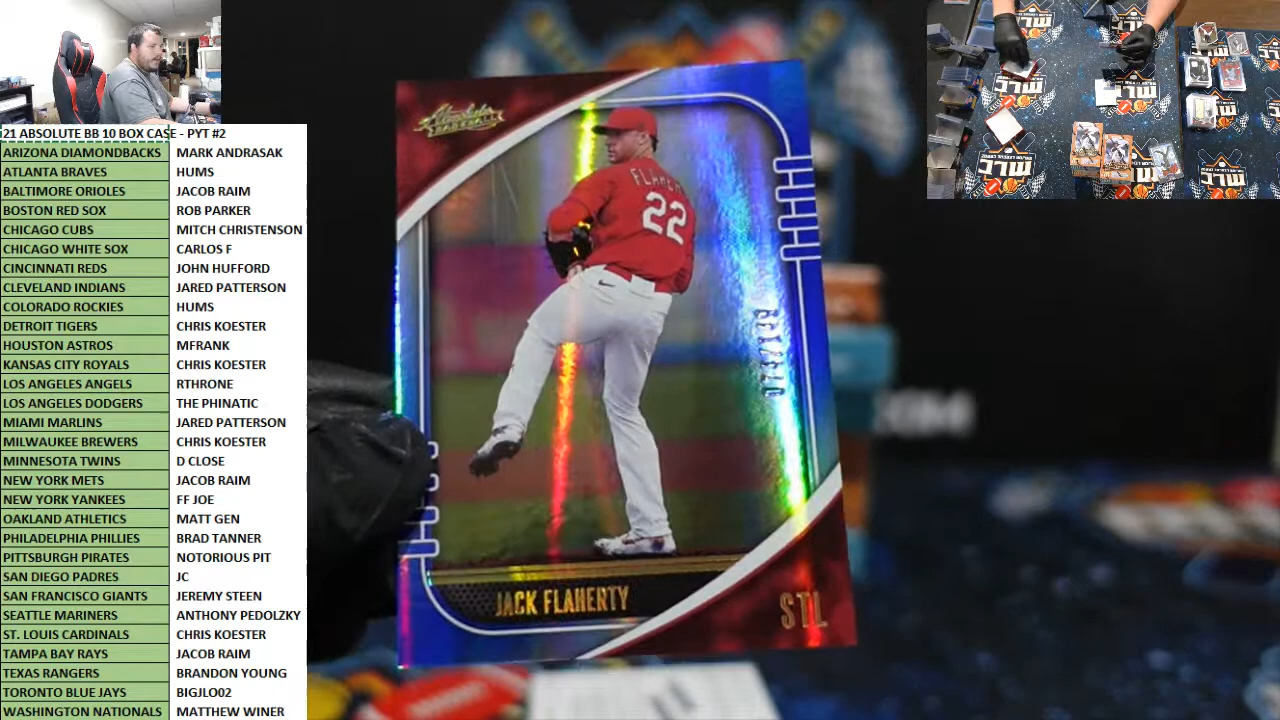 21 ABSOLUTE BB 10 BOX CASE - PYT #2
ARIZONA DIAMONDBACKS MARK ANDRASAK
ATLANTA BRAVES HUMS
BALTIMORE ORIOLES JACOB RAIM
BOSTON RED SOX ROB PARKER
CHICAGO CUBS MITCH CHRISTENSON
CHICAGO WHITE SOX CARLOS F
CINCINNATI REDS JOHN HUFFORD
CLEVELAND INDIANS JARED PATTERSON
COLORADO ROCKIES HUMS
DETROIT TIGERS CHRIS KOESTER
HOUSTON ASTROS MFRANK
KANSAS CITY ROYALS CHRIS KOESTER
LOS ANGELES ANGELS RTHRONE
LOS ANGELES DODGERS THE PHINATIC
MIAMI MARLINS JARED PATTERSON
MILWAUKEE BREWERS CHRIS KOESTER
MINNESOTA TWINS D CLOSE
NEW YORK METS JACOB RAIM
NEW YORK YANKEES FF JOE
OAKLAND ATHLETICS MATT GEN
PHILADELPHIA PHILLIES BRAD TANNER
PITTSBURGH PIRATES NOTORIOUS PIT
SAN DIEGO PADRES JC
SAN FRANCISCO GIANTS JEREMY STEEN
SEATTLE MARINERS ANTHONY PEDOLZKY
ST. LOUIS CARDINALS CHRIS KOESTER
TAMPA BAY RAYS JACOB RAIM
TEXAS RANGERS BRANDON YOUNG
TORONTO BLUE JAYS BIGJLO02
WASHINGTON NATIONALS MATTHEW WINER
Absolute
BASEBALL
22
JACK FLAHERTY
STL